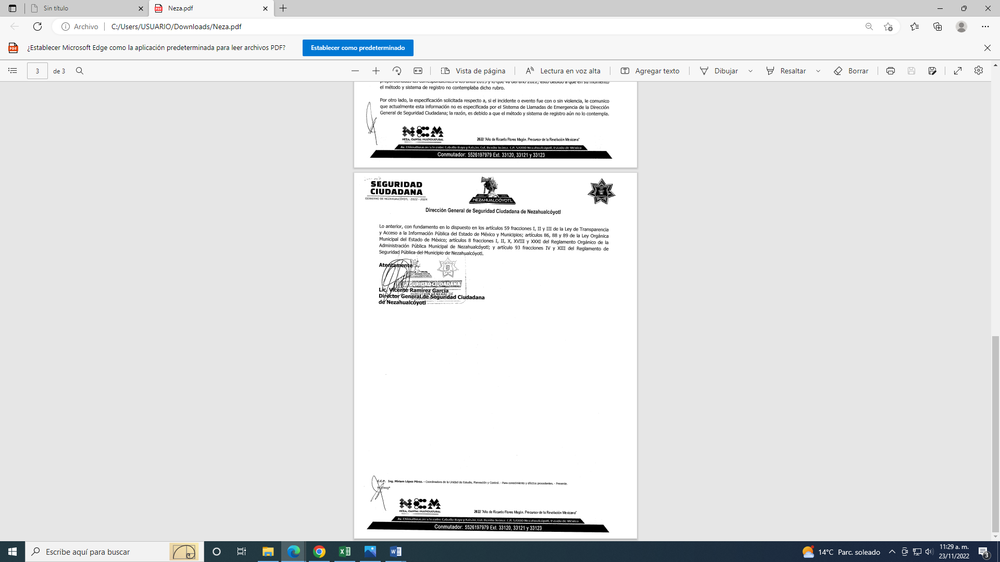 Sin título
Neza.pdf
Archivo
C:/Users/USUARIO/Downloads/Neza.pdf
¿Establecer Microsoft Edge como la aplicación predeterminada para leer archivos PDF?
Establecer como predeterminado
3 de 3
Vista de página
Lectura en voz alta
Agregar texto
Dibujar
Resaltar
Borrar
proporcionadas las correspondientes a los años 2015 y lo que va del año 2022, esto debido a que en su momento
el método y sistema de registro no contemplaba dicho rubro.
Por otro lado, la especificación solicitada respecto a, si el incidente o evento fue con o sin violencia, le comunico
que actualmente esta información no es especificada por el Sistema de Llamadas de Emergencia de la Dirección
General de Seguridad Ciudadana; la razón, es debido a que el método y sistema de registro aún no lo contempla.
NCM
NEZA, CAPITAL MULTICULTURAL
2022 "Año de Ricardo Flores Magón. Precursor de la Revolución Mexicana"
Av. Chimalhuacán s/n entre Caballo Bayo y Faisán, Col. Benito Juárez. C.P. 57000 Nezahualcóyotl, Estado de México
Conmutador: 5526197979 Ext. 33120, 33121 y 33123
SEGURIDAD
CIUDADANA
GOBIERNO DE NEZAHUALCÓYOTL · 2022 - 2024
2022 2024
NEZAHUALCÓYOTL
Dirección General de Seguridad Ciudadana de Nezahualcóyotl
Lo anterior, con fundamento en lo dispuesto en los artículos 59 fracciones I, II y III de la Ley de Transparencia
y Acceso a la Información Pública del Estado de México y Municipios; artículos 86, 88 y 89 de la Ley Orgánica
Municipal del Estado de México; artículos 8 fracciones I, II, X, XVIII y XXXI del Reglamento Orgánico de la
Administración Pública Municipal de Nezahualcóyotl; y artículo 93 fracciones IV y XIII del Reglamento de
Seguridad Pública del Municipio de Nezahualcóyotl.
Atentamente
SEGURIDAD CIUDADANA
Lic. Vicente Ramírez García
DIRECCIÓN GENERAL DE
Director General de Seguridad Ciudadana
de Nezahualcóyotl
C.C.P. Ing. Miriam López Pérez. - Coordinadora de la Unidad de Estudio, Planeación y Control. - Para conocimiento y efectos procedentes. - Presente.
NCM
NEZA, CAPITAL MULTICULTURAL
2022 "Año de Ricardo Flores Magón. Precursor de la Revolución Mexicana"
Av. Chimalhuacán s/n entre Caballo Bayo y Faisán, Col. Benito Juárez. C.P. 57000 Nezahualcóyotl, Estado de México
Conmutador: 5526197979 Ext. 33120, 33121 y 33123
Escribe aquí para buscar
14°C Parc. soleado
11:29 a. m.
23/11/2022
3